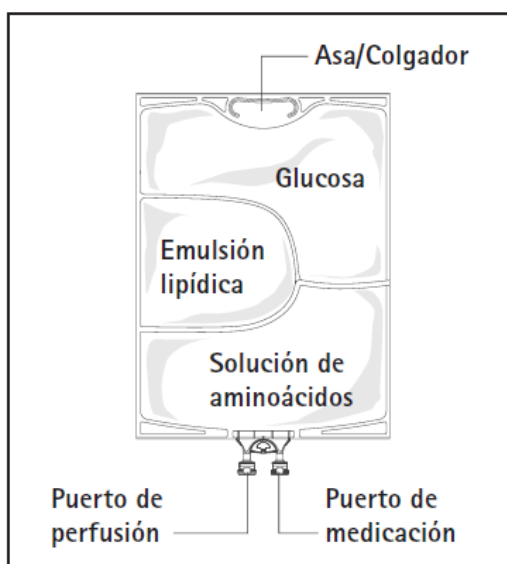 Asa/Colgador
Glucosa
Emulsión
lipídica
Solución de
aminoácidos
Puerto de
perfusión
Puerto de
medicación